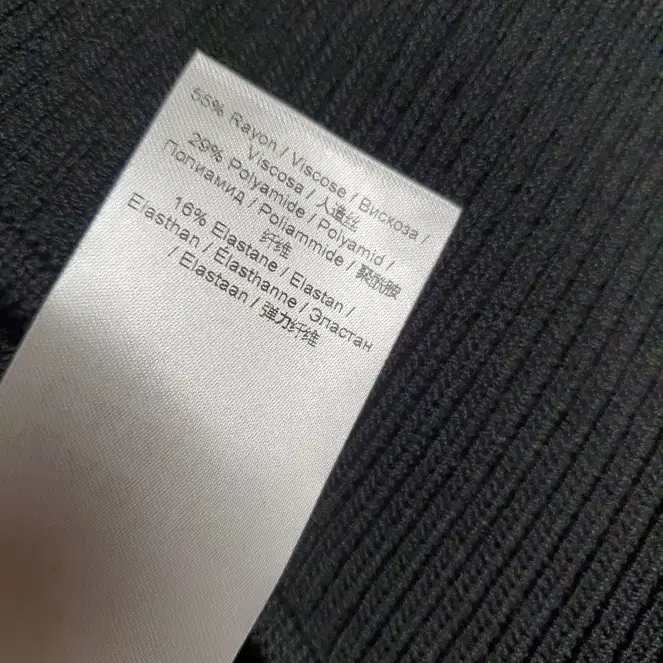 55% Rayon / Viscose / Вискоза /
Viscosa / 人造丝
29% Polyamide / Polyamid /
Полиамид / Poliammide / 聚酰胺
纤维
16% Elastane / Elastan /
Elasthan / Élasthanne / Эластан
/ Elastaan / 弹力纤维